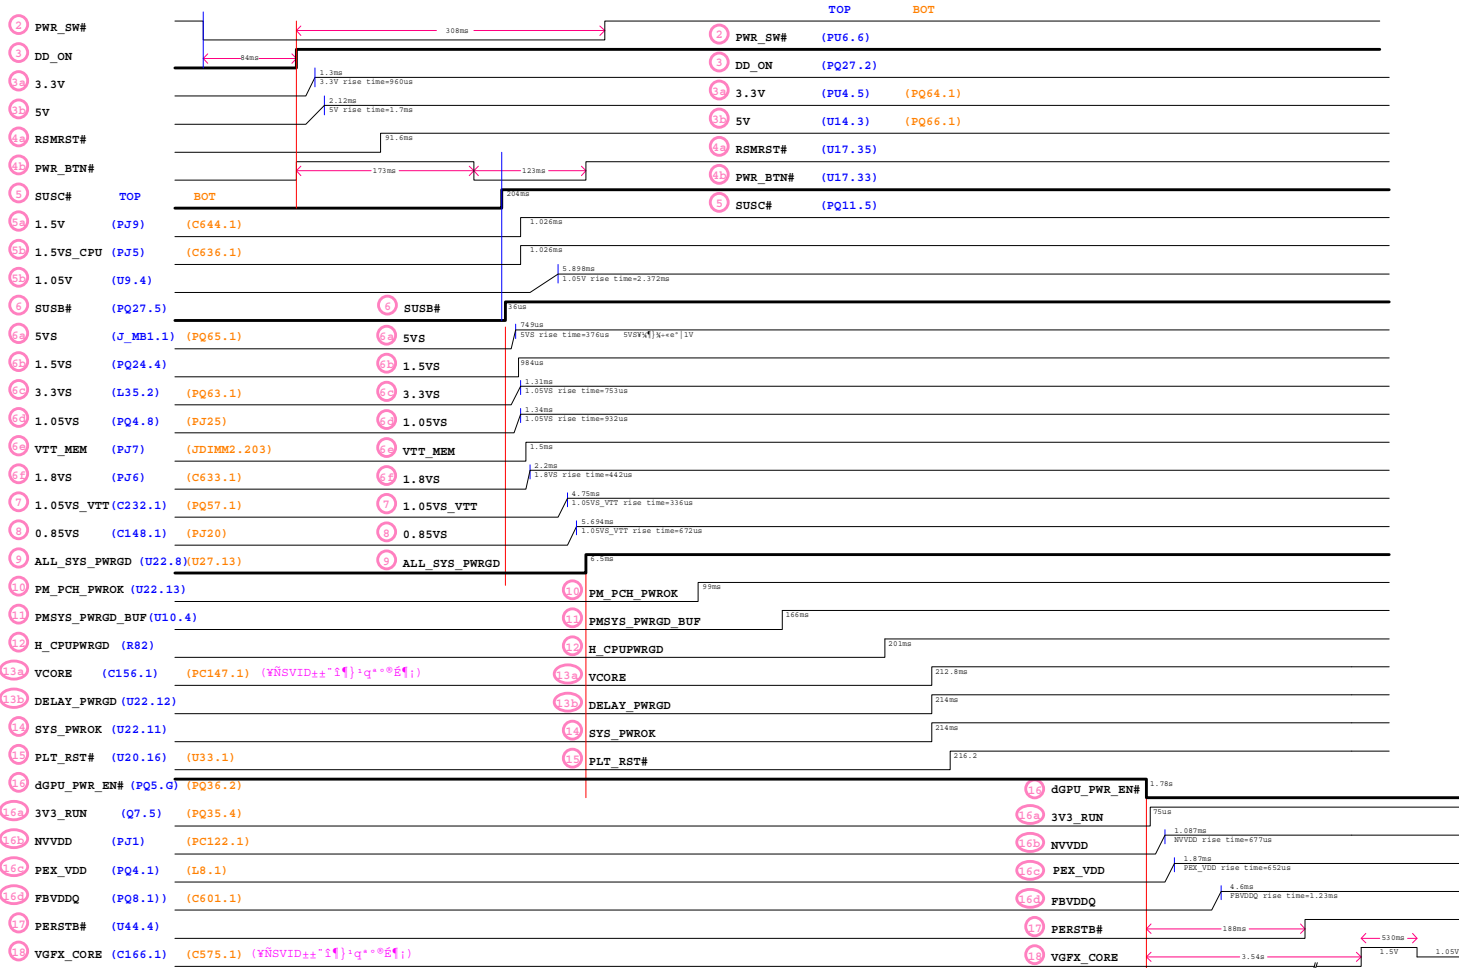 TOP BOT
2 PWR_SW# 308ms 2 PWR_SW# (PU6.6)
3 DD_ON 84ms 3 DD_ON (PQ27.2)
3a 3.3V 1.3ms 3.3V rise time=960us 3a 3.3V (PU4.5) (PQ64.1)
3b 5V 2.12ms 5V rise time=1.7ms 3b 5V (U14.3) (PQ66.1)
4a RSMRST# 91.6ms 4a RSMRST# (U17.35)
4b PWR_BTN# 173ms 123ms 4b PWR_BTN# (U17.33)
5 SUSC# TOP BOT 204ms 5 SUSC# (PQ11.5)
5a 1.5V (PJ9) (C644.1) 1.026ms
5b 1.5VS_CPU (PJ5) (C636.1) 1.026ms
5b 1.05V (U9.4) 5.898ms 1.05V rise time=2.372ms
6 SUSB# (PQ27.5) 6 SUSB# 36us
6a 5VS (J_MB1.1) (PQ65.1) 6a 5VS 749us 5VS rise time=376us
6b 1.5VS (PQ24.4) 6b 1.5VS 984us
6c 3.3VS (L35.2) (PQ63.1) 6c 3.3VS 1.31ms 1.05VS rise time=753us
6d 1.05VS (PQ4.8) (PJ25) 6d 1.05VS 1.34ms 1.05VS rise time=932us
6e VTT_MEM (PJ7) (JDIMM2.203) 6e VTT_MEM 1.5ms
6f 1.8VS (PJ6) (C633.1) 6f 1.8VS 2.2ms 1.8VS rise time=442us
7 1.05VS_VTT(C232.1) (PQ57.1) 7 1.05VS_VTT 4.75ms 1.05VS_VTT rise time=336us
8 0.85VS (C148.1) (PJ20) 8 0.85VS 5.694ms 1.05VS_VTT rise time=672us
9 ALL_SYS_PWRGD (U22.8)(U27.13) 9 ALL_SYS_PWRGD 6.5ms
10 PM_PCH_PWROK (U22.13) 10 PM_PCH_PWROK 99ms
11 PMSYS_PWRGD_BUF(U10.4) 11 PMSYS_PWRGD_BUF 166ms
12 H_CPUPWRGD (R82) 12 H_CPUPWRGD 201ms
13a VCORE (C156.1) (PC147.1) 13a VCORE 212.8ms
13b DELAY_PWRGD (U22.12) 13b DELAY_PWRGD 214ms
14 SYS_PWROK (U22.11) 14 SYS_PWROK 214ms
15 PLT_RST# (U20.16) (U33.1) 15 PLT_RST# 216.2
16 dGPU_PWR_EN# (PQ5.G) (PQ36.2) 16 dGPU_PWR_EN# 1.78s
16a 3V3_RUN (Q7.5) (PQ35.4) 16a 3V3_RUN 75us
16b NVVDD (PJ1) (PC122.1) 16b NVVDD 1.087ms NVVDD rise time=677us
16c PEX_VDD (PQ4.1) (L8.1) 16c PEX_VDD 1.87ms PEX_VDD rise time=652us
16d FBVDDQ (PQ8.1)) (C601.1) 16d FBVDDQ 4.6ms FBVDDQ rise time=1.23ms
17 PERSTB# (U44.4) 17 PERSTB# 188ms
18 VGFX_CORE (C166.1) (C575.1) 18 VGFX_CORE 3.54s // 530ms 1.5V 1.05V